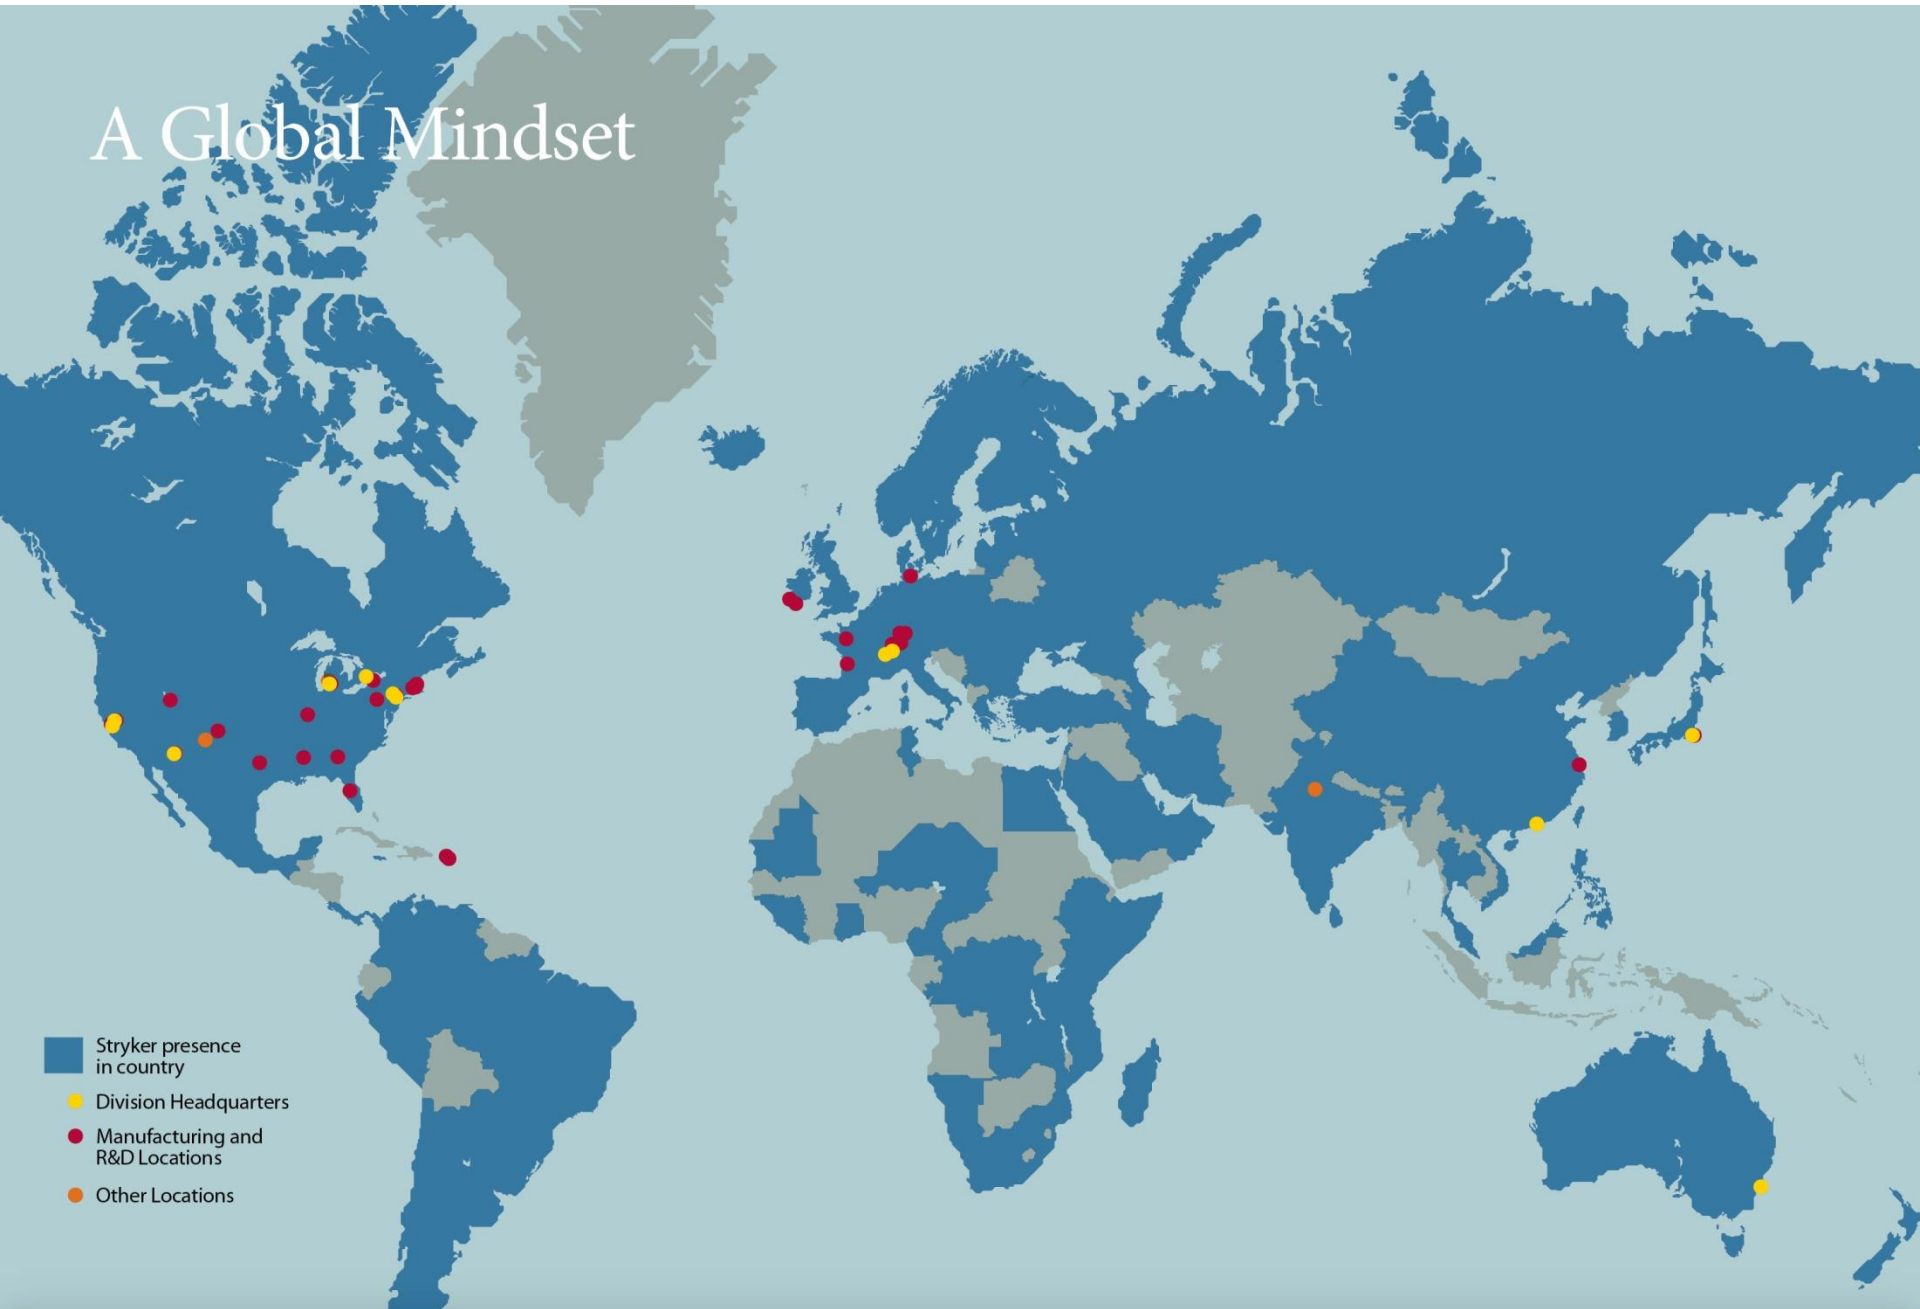 A Global Mindset
Stryker presence
in country
Division Headquarters
Manufacturing and
R&D Locations
Other Locations